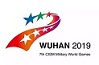 WUHAN 2019
7th CISM Military World Games